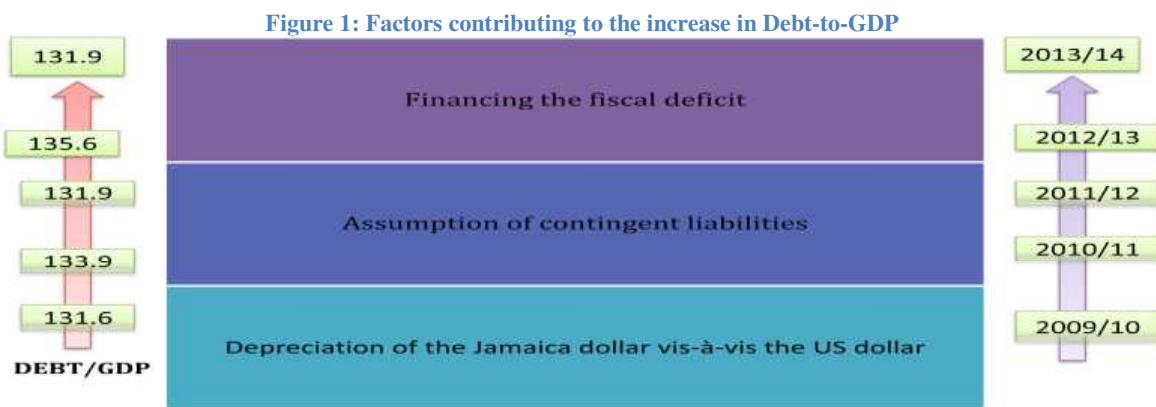 Figure 1: Factors contributing to the increase in Debt-to-GDP
131.9
135.6
131.9
133.9
131.6
DEBT/GDP
Financing the fiscal deficit
Assumption of contingent liabilities
Depreciation of the Jamaica dollar vis-à-vis the US dollar
2013/14
2012/13
2011/12
2010/11
2009/10